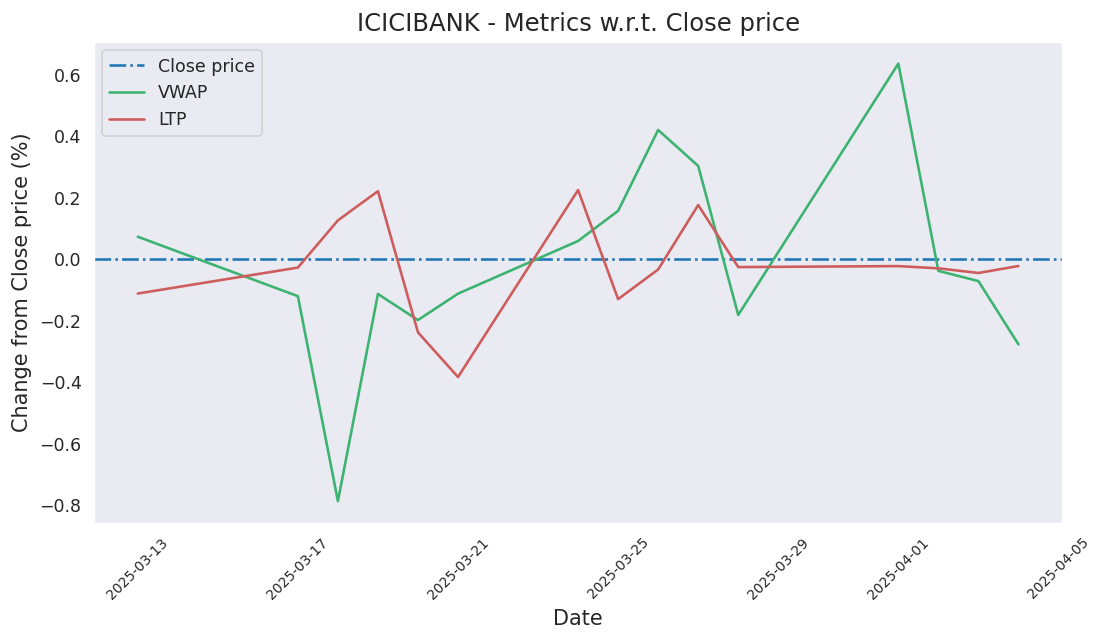 ICICIBANK - Metrics w.r.t. Close price
Close price
VWAP
LTP
Change from Close price (%)
0.6
0.4
0.2
0.0
−0.2
−0.4
−0.6
−0.8
2025-03-13
2025-03-17
2025-03-21
2025-03-25
2025-03-29
2025-04-01
2025-04-05
Date